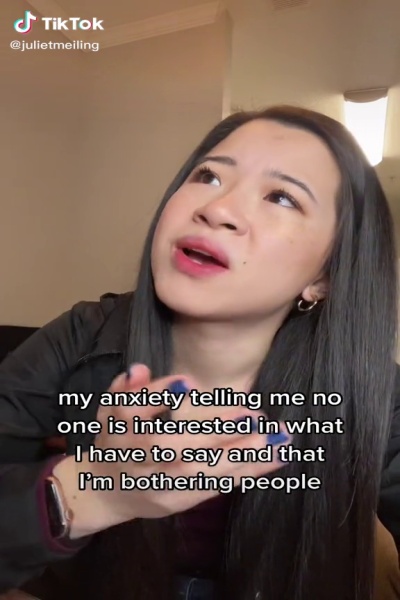 TikTok
@julietmeiling
my anxiety telling me no
one is interested in what
I have to say and that
I'm bothering people